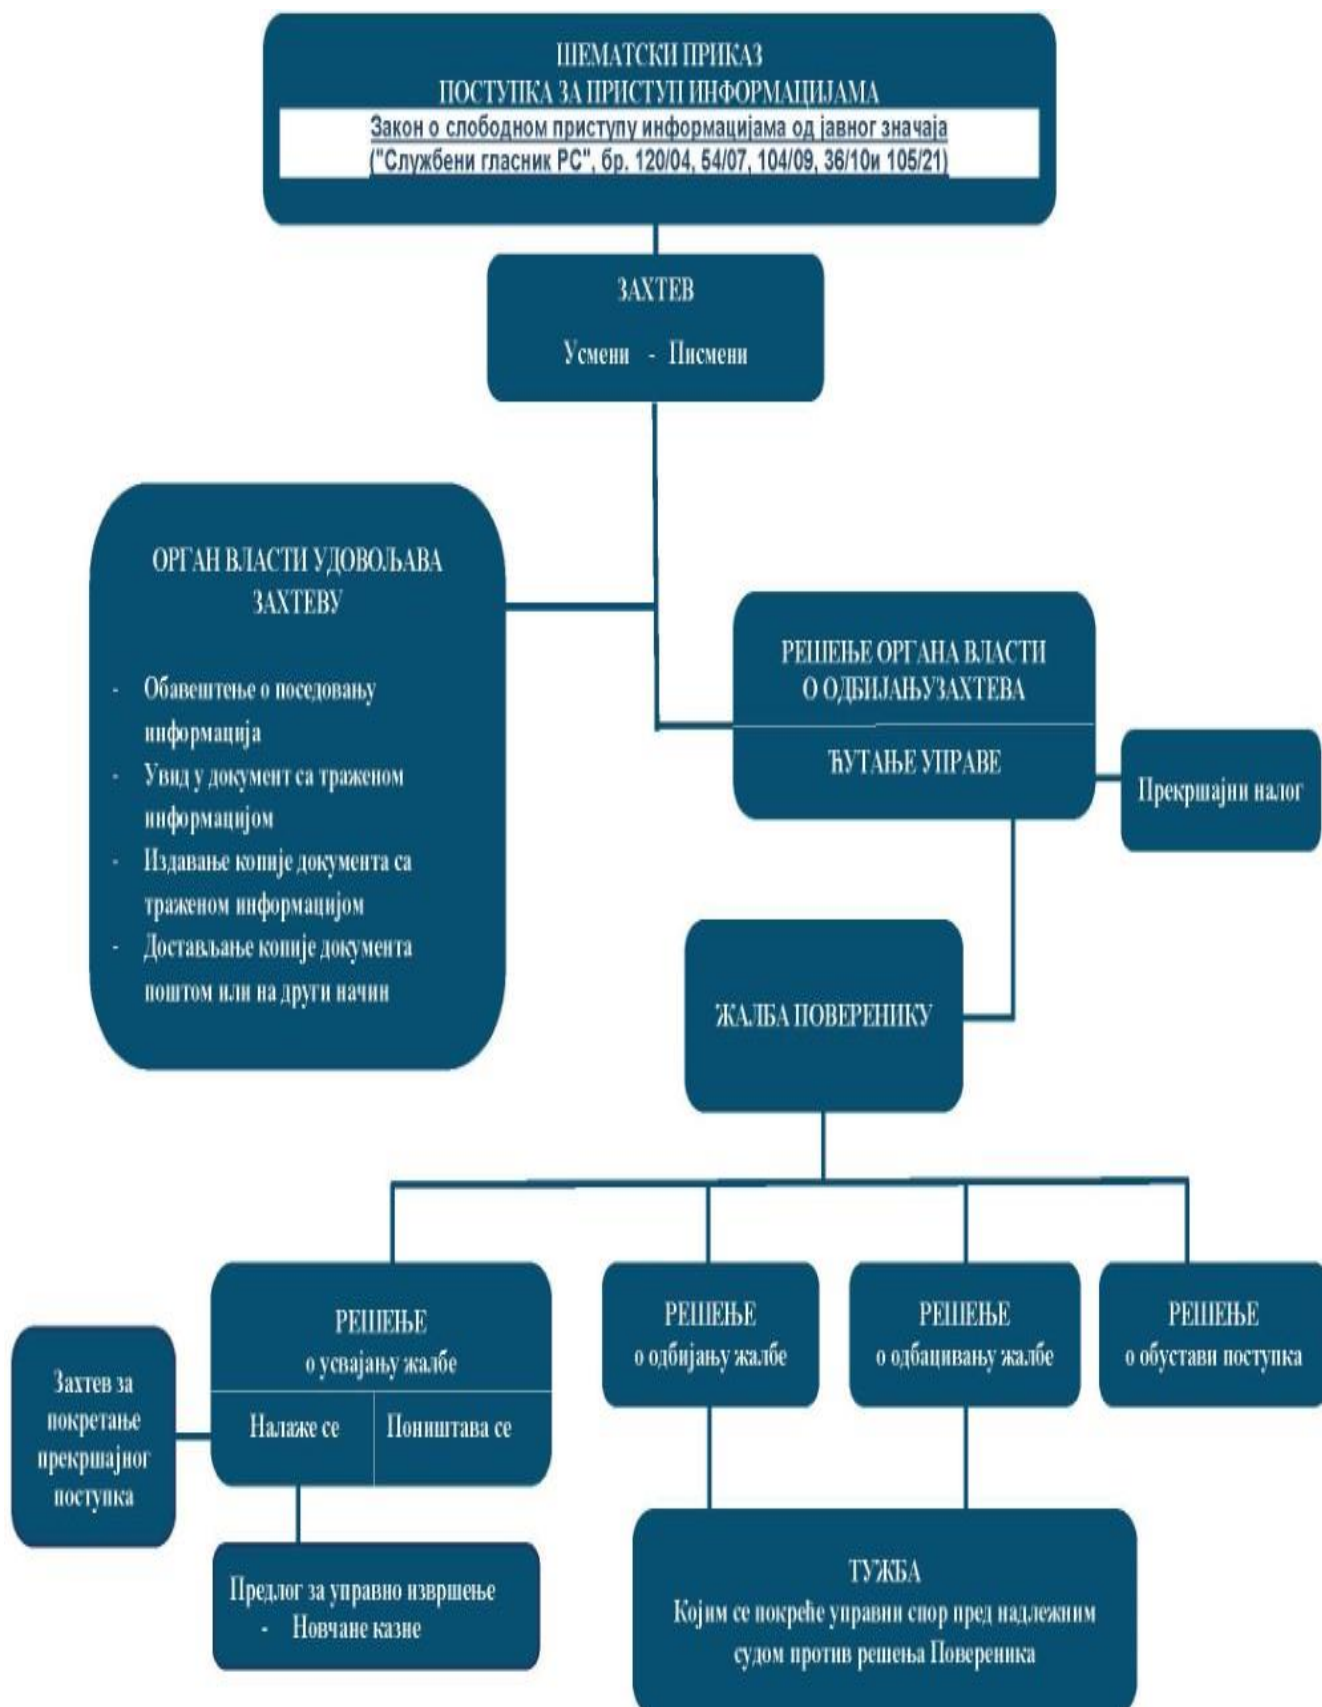 ШЕМАТСКИ ПРИКАЗ
ПОСТУПКА ЗА ПРИСТУП ИНФОРМАЦИЈАМА
Закон о слободном приступу информацијама од јавног значаја
("Службени гласник РС", бр. 120/04, 54/07, 104/09, 36/10и 105/21)
ЗАХТЕВ
Усмени - Писмени
ОРГАН ВЛАСТИ УДОВОЉАВА
ЗАХТЕВУ
- Обавештење о поседовању
информација
- Увид у документ са траженом
информацијом
- Издавање копије документа са
траженом информацијом
- Достављање копије документа
поштом или на други начин
РЕШЕЊЕ ОРГАНА ВЛАСТИ
О ОДБИЈАЊУЗАХТЕВА
ЋУТАЊЕ УПРАВЕ
Прекршајни налог
ЖАЛБА ПОВЕРЕНИКУ
РЕШЕЊЕ
о усвајању жалбе
Налаже се
Поништава се
РЕШЕЊЕ
о одбијању жалбе
РЕШЕЊЕ
о одбацивању жалбе
РЕШЕЊЕ
о обустави поступка
Захтев за
покретање
прекршајног
поступка
Предлог за управно извршење
- Новчане казне
ТУЖБА
Којим се покреће управни спор пред надлежним
судом против решења Повереника